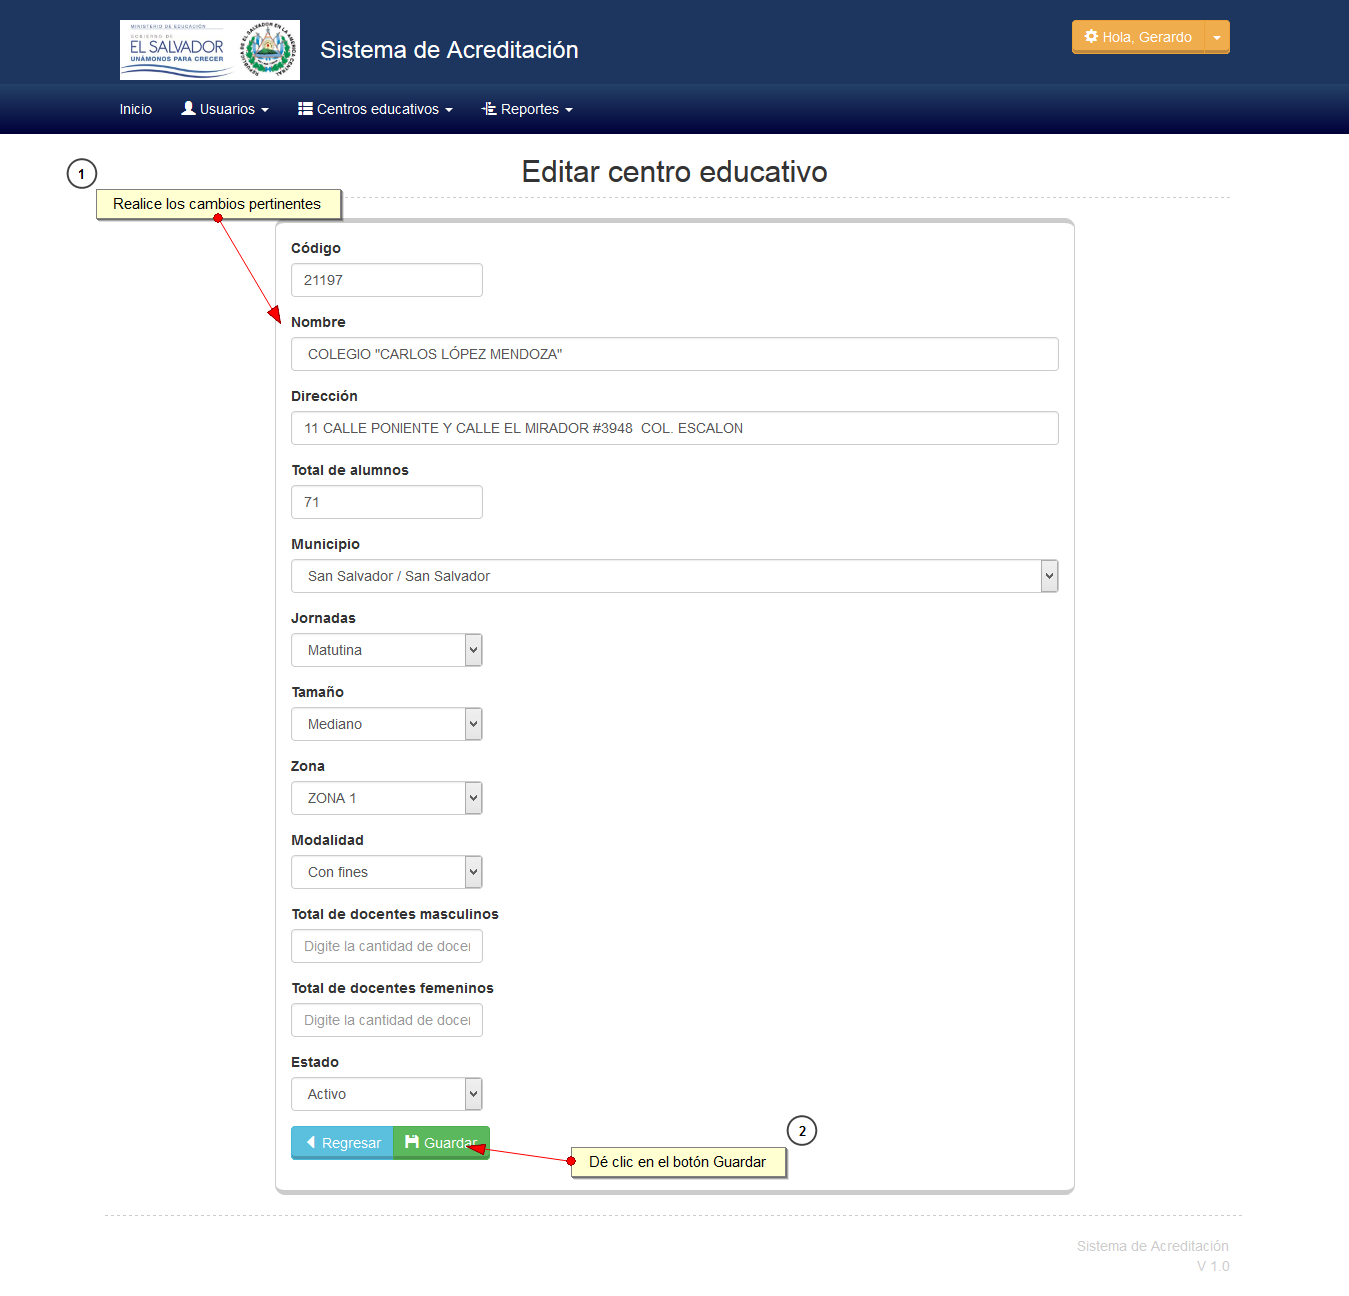 MINISTERIO DE EDUCACIÓN
GOBIERNO DE
EL SALVADOR
UNÁMONOS PARA CRECER
REPÚBLICA DE EL SALVADOR EN LA AMÉRICA CENTRAL
Sistema de Acreditación
Hola, Gerardo
Inicio
Usuarios
Centros educativos
Reportes
1
Editar centro educativo
Realice los cambios pertinentes
Código
21197
Nombre
COLEGIO "CARLOS LÓPEZ MENDOZA"
Dirección
11 CALLE PONIENTE Y CALLE EL MIRADOR #3948  COL. ESCALON
Total de alumnos
71
Municipio
San Salvador / San Salvador
Jornadas
Matutina
Tamaño
Mediano
Zona
ZONA 1
Modalidad
Con fines
Total de docentes masculinos
Digite la cantidad de docen
Total de docentes femeninos
Digite la cantidad de docen
Estado
Activo
Regresar
Guardar
2
Dé clic en el botón Guardar
Sistema de Acreditación
V 1.0